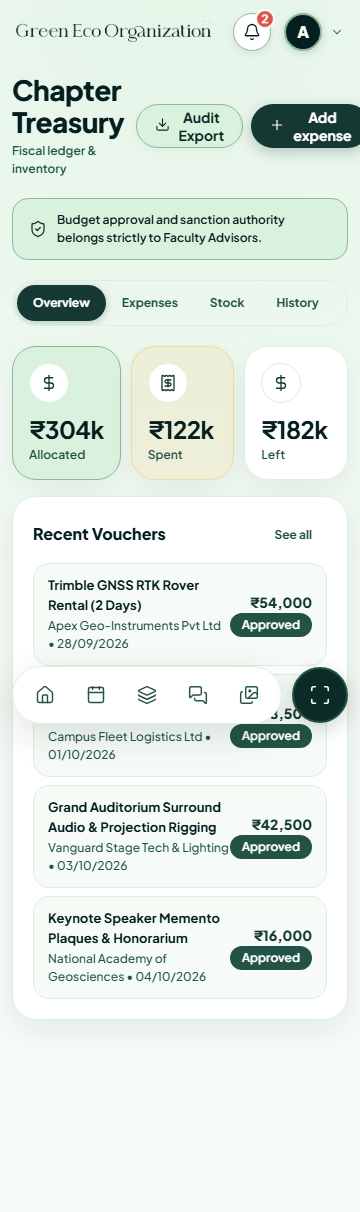 Green Eco Organization
2
A
Chapter
Treasury
Fiscal ledger &
inventory
Audit
Export
Add
expense
Budget approval and sanction authority
belongs strictly to Faculty Advisors.
Overview
Expenses
Stock
History
₹304k
Allocated
₹122k
Spent
₹182k
Left
Recent Vouchers
See all
Trimble GNSS RTK Rover
Rental (2 Days)
Apex Geo-Instruments Pvt Ltd
• 28/09/2026
₹54,000
Approved
Campus Fleet Logistics Ltd •
01/10/2026
Approved
Grand Auditorium Surround
Audio & Projection Rigging
Vanguard Stage Tech & Lighting
• 03/10/2026
₹42,500
Approved
Keynote Speaker Memento
Plaques & Honorarium
National Academy of
Geosciences • 04/10/2026
₹16,000
Approved